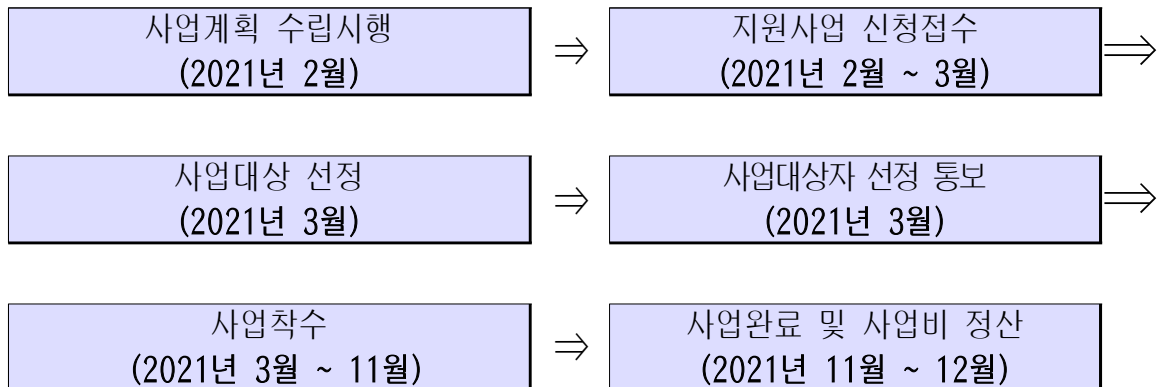 사업계획 수립시행
(2021년 2월)
⇒
지원사업 신청접수
(2021년 2월 ~ 3월)
⇒
사업대상 선정
(2021년 3월)
⇒
사업대상자 선정 통보
(2021년 3월)
⇒
사업착수
(2021년 3월 ~ 11월)
⇒
사업완료 및 사업비 정산
(2021년 11월 ~ 12월)